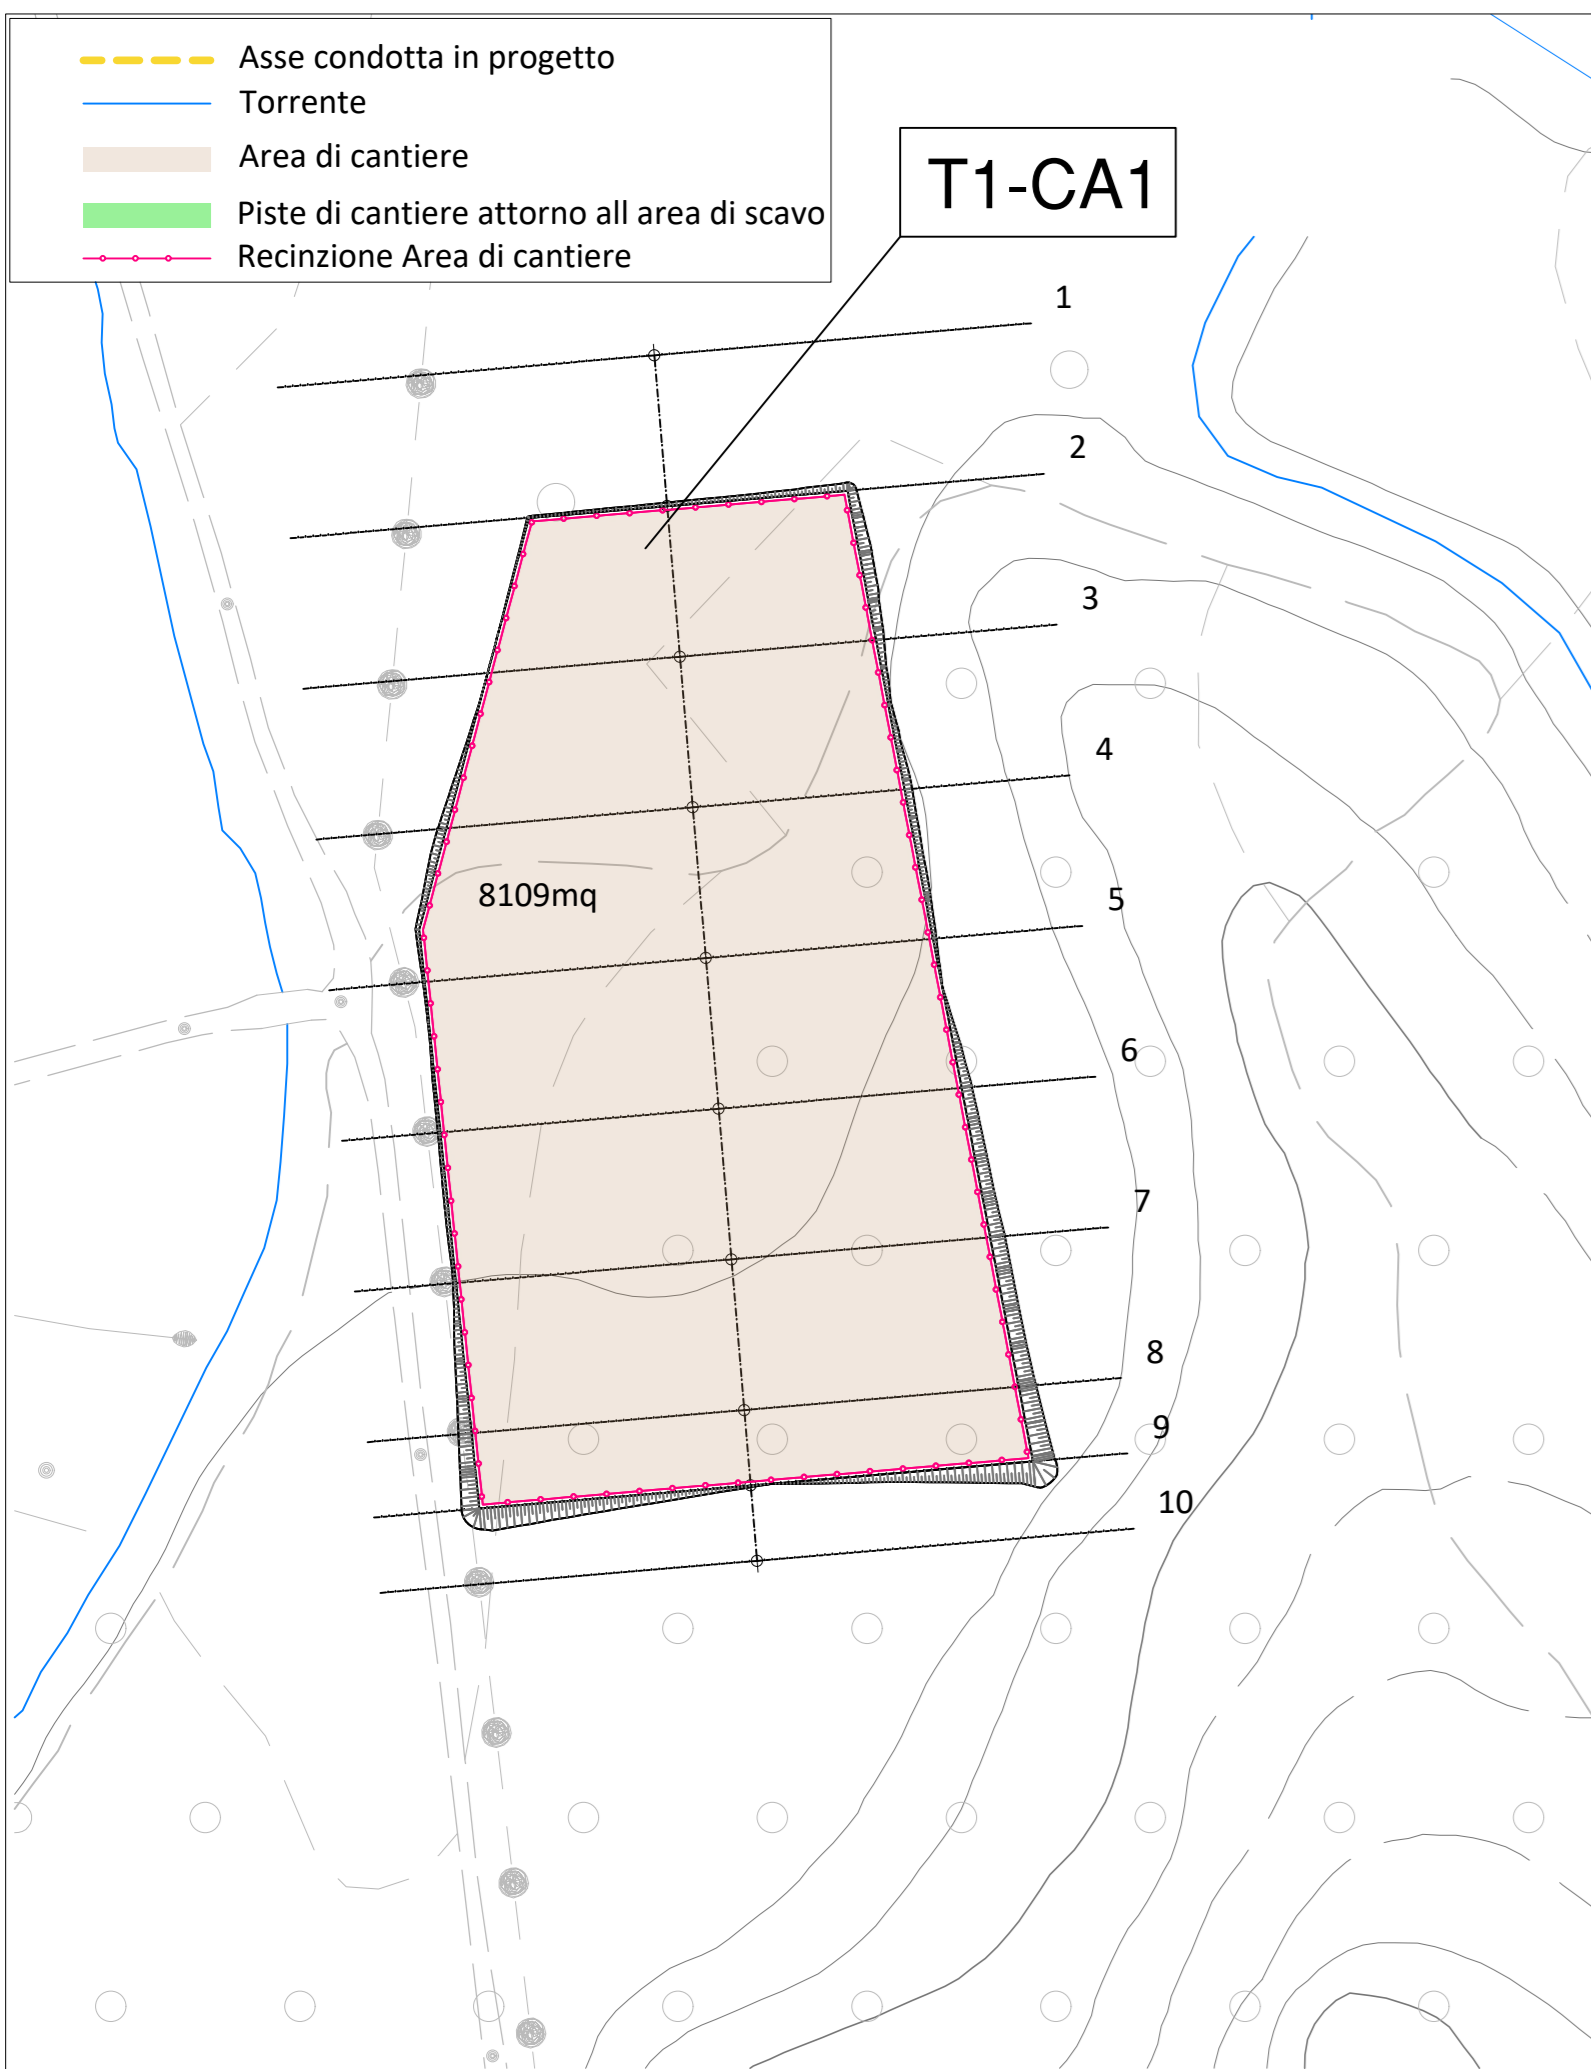 Asse condotta in progetto
Torrente
Area di cantiere
Piste di cantiere attorno all area di scavo
Recinzione Area di cantiere
T1-CA1
1
2
3
4
8109mq
5
6
7
8
9
10